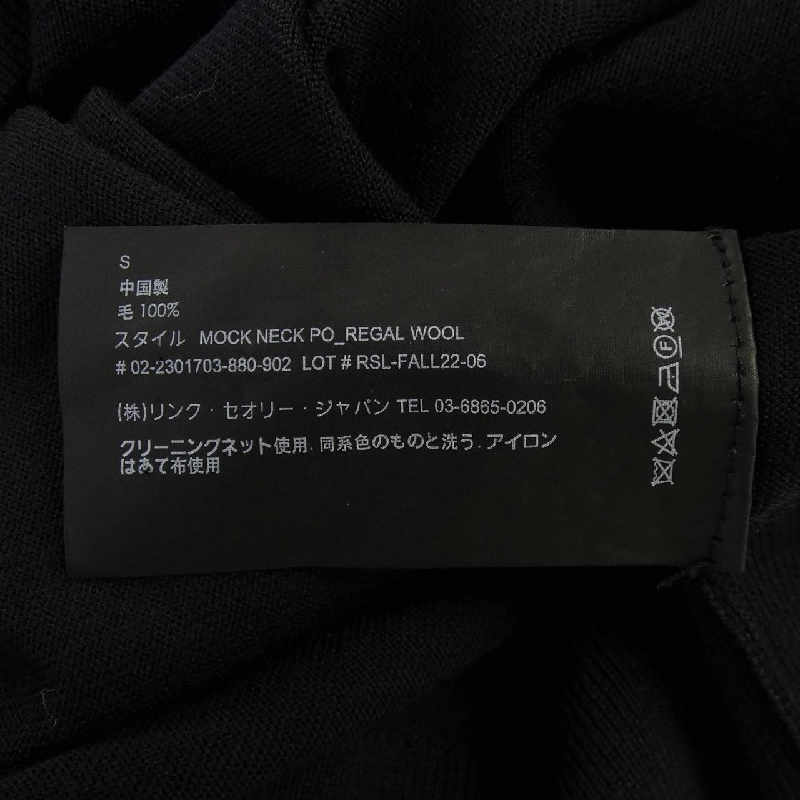 S
中国製
毛 100%
スタイル MOCK NECK PO_REGAL WOOL
# 02-2301703-880-902 LOT # RSL-FALL22-06
(株)リンク・セオリー・ジャパン TEL 03-6865-0206
クリーニングネット使用. 同系色のものと洗う. アイロン
はあて布使用
F